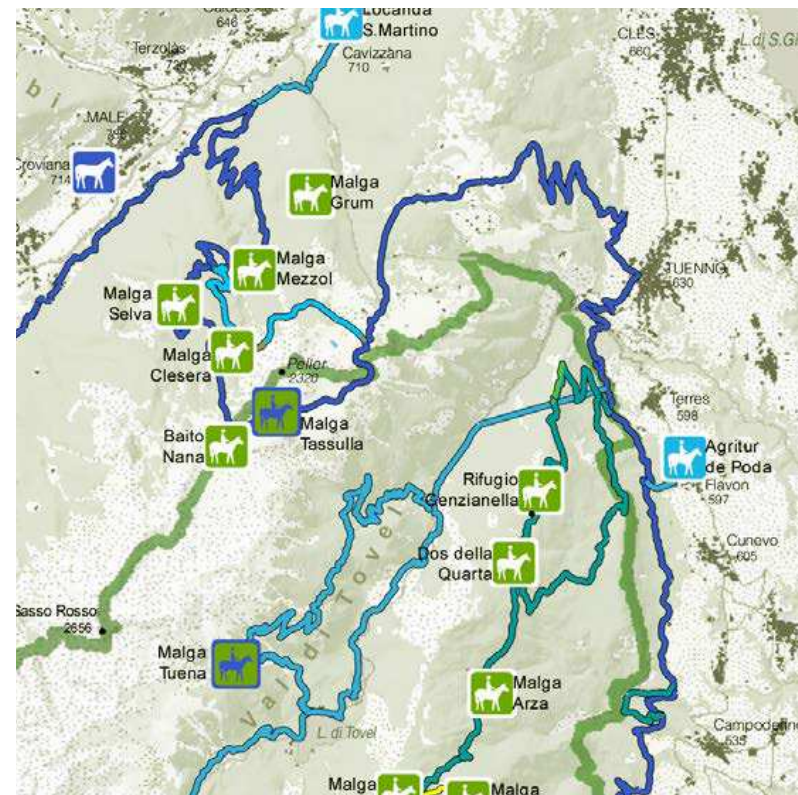 Locanda
S.Martino
Cavizzana
710
646
Terzolas
CLES
660
MALE
Croviana
714
Malga
Grum
Malga
Mezzol
Malga
Selva
TUENNO
630
Malga
Clesera
Peller
2320
Malga
Tassulla
Baito
Nana
Terres
598
Agritur
de Poda
Flavon
597
Rifugio
Genzianella
Dos della
Quarta
Cunevo
605
Sasso Rosso
2656
Malga
Tuena
Val di Tovel
L. di Tovel
Malga
Arza
Campodenno
535
Malga
Malga